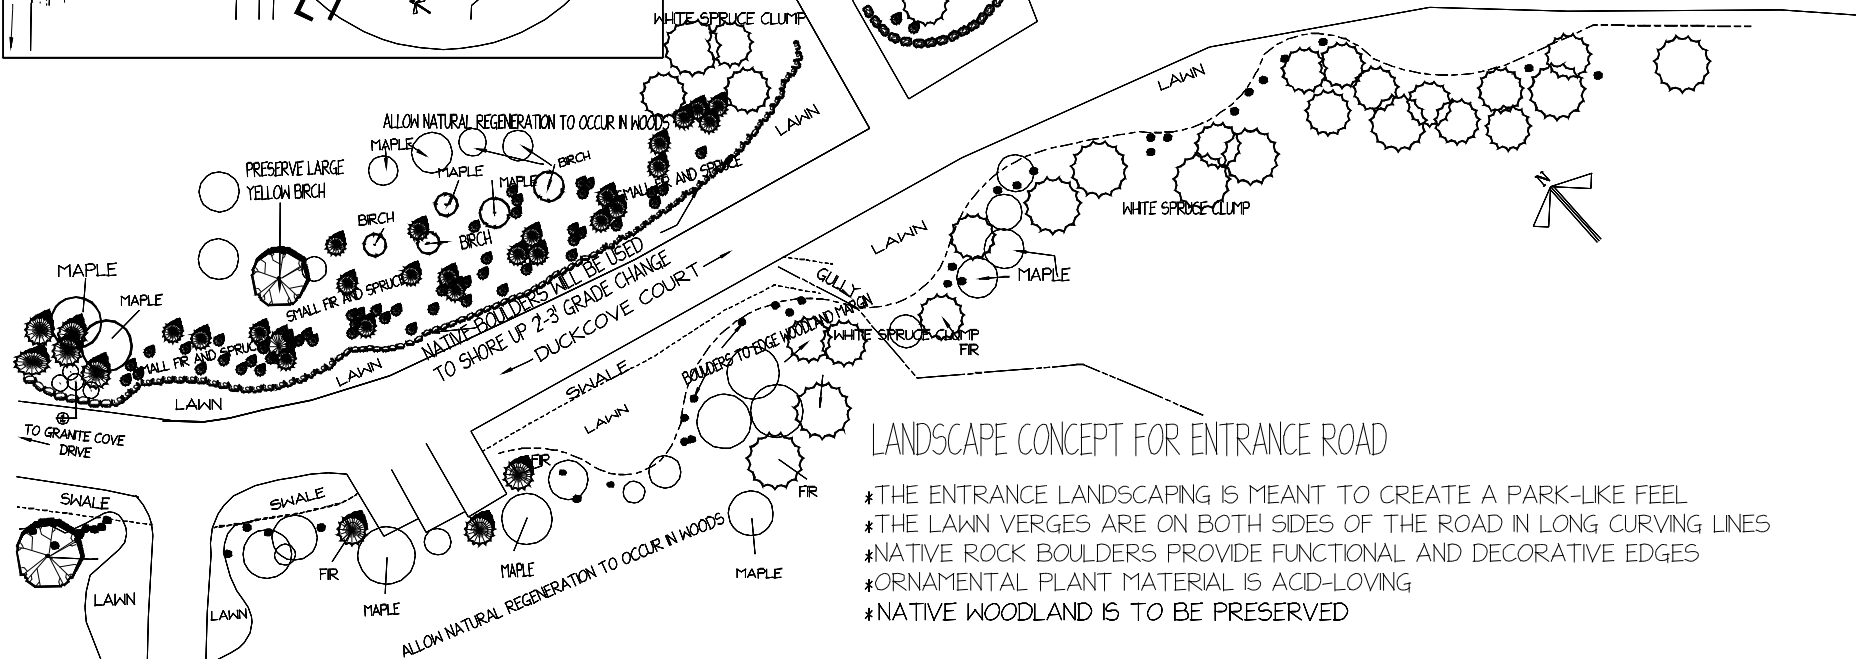 WHITE SPRUCE CLUMP
LAWN
LAWN
ALLOW NATURAL REGENERATION TO OCCUR IN WOODS
MAPLE
BIRCH
PRESERVE LARGE
YELLOW BIRCH
MAPLE
MAPLE
SMALL FIR AND SPRUCE
N
BIRCH
BIRCH
WHITE SPRUCE CLUMP
LAWN
MAPLE
MAPLE
MAPLE
SMALL FIR AND SPRUCE
NATIVE BOULDERS WILL BE USED
TO SHORE UP 2-3' GRADE CHANGE
DUCKCOVE COURT
GULLY
BOULDERS TO EDGE WOODLAND MARGIN
WHITE SPRUCE CLUMP
FIR
SMALL FIR AND SPRUCE
LAWN
SWALE
LAWN
LAWN
TO GRANITE COVE
DRIVE
FIR
FIR
SWALE
SWALE
FIR
MAPLE
MAPLE
MAPLE
LAWN
LAWN
ALLOW NATURAL REGENERATION TO OCCUR IN WOODS
LANDSCAPE CONCEPT FOR ENTRANCE ROAD
*THE ENTRANCE LANDSCAPING IS MEANT TO CREATE A PARK-LIKE FEEL
*THE LAWN VERGES ARE ON BOTH SIDES OF THE ROAD IN LONG CURVING LINES
*NATIVE ROCK BOULDERS PROVIDE FUNCTIONAL AND DECORATIVE EDGES
*ORNAMENTAL PLANT MATERIAL IS ACID-LOVING
*NATIVE WOODLAND IS TO BE PRESERVED